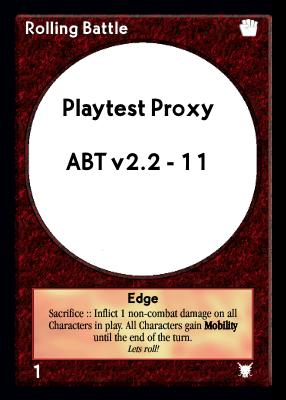 Rolling Battle
Playtest Proxy
ABT v2.2 - 11
Edge
Sacrifice :: Inflict 1 non-combat damage on all
Characters in play. All Characters gain Mobility
until the end of the turn.
Lets roll!
1